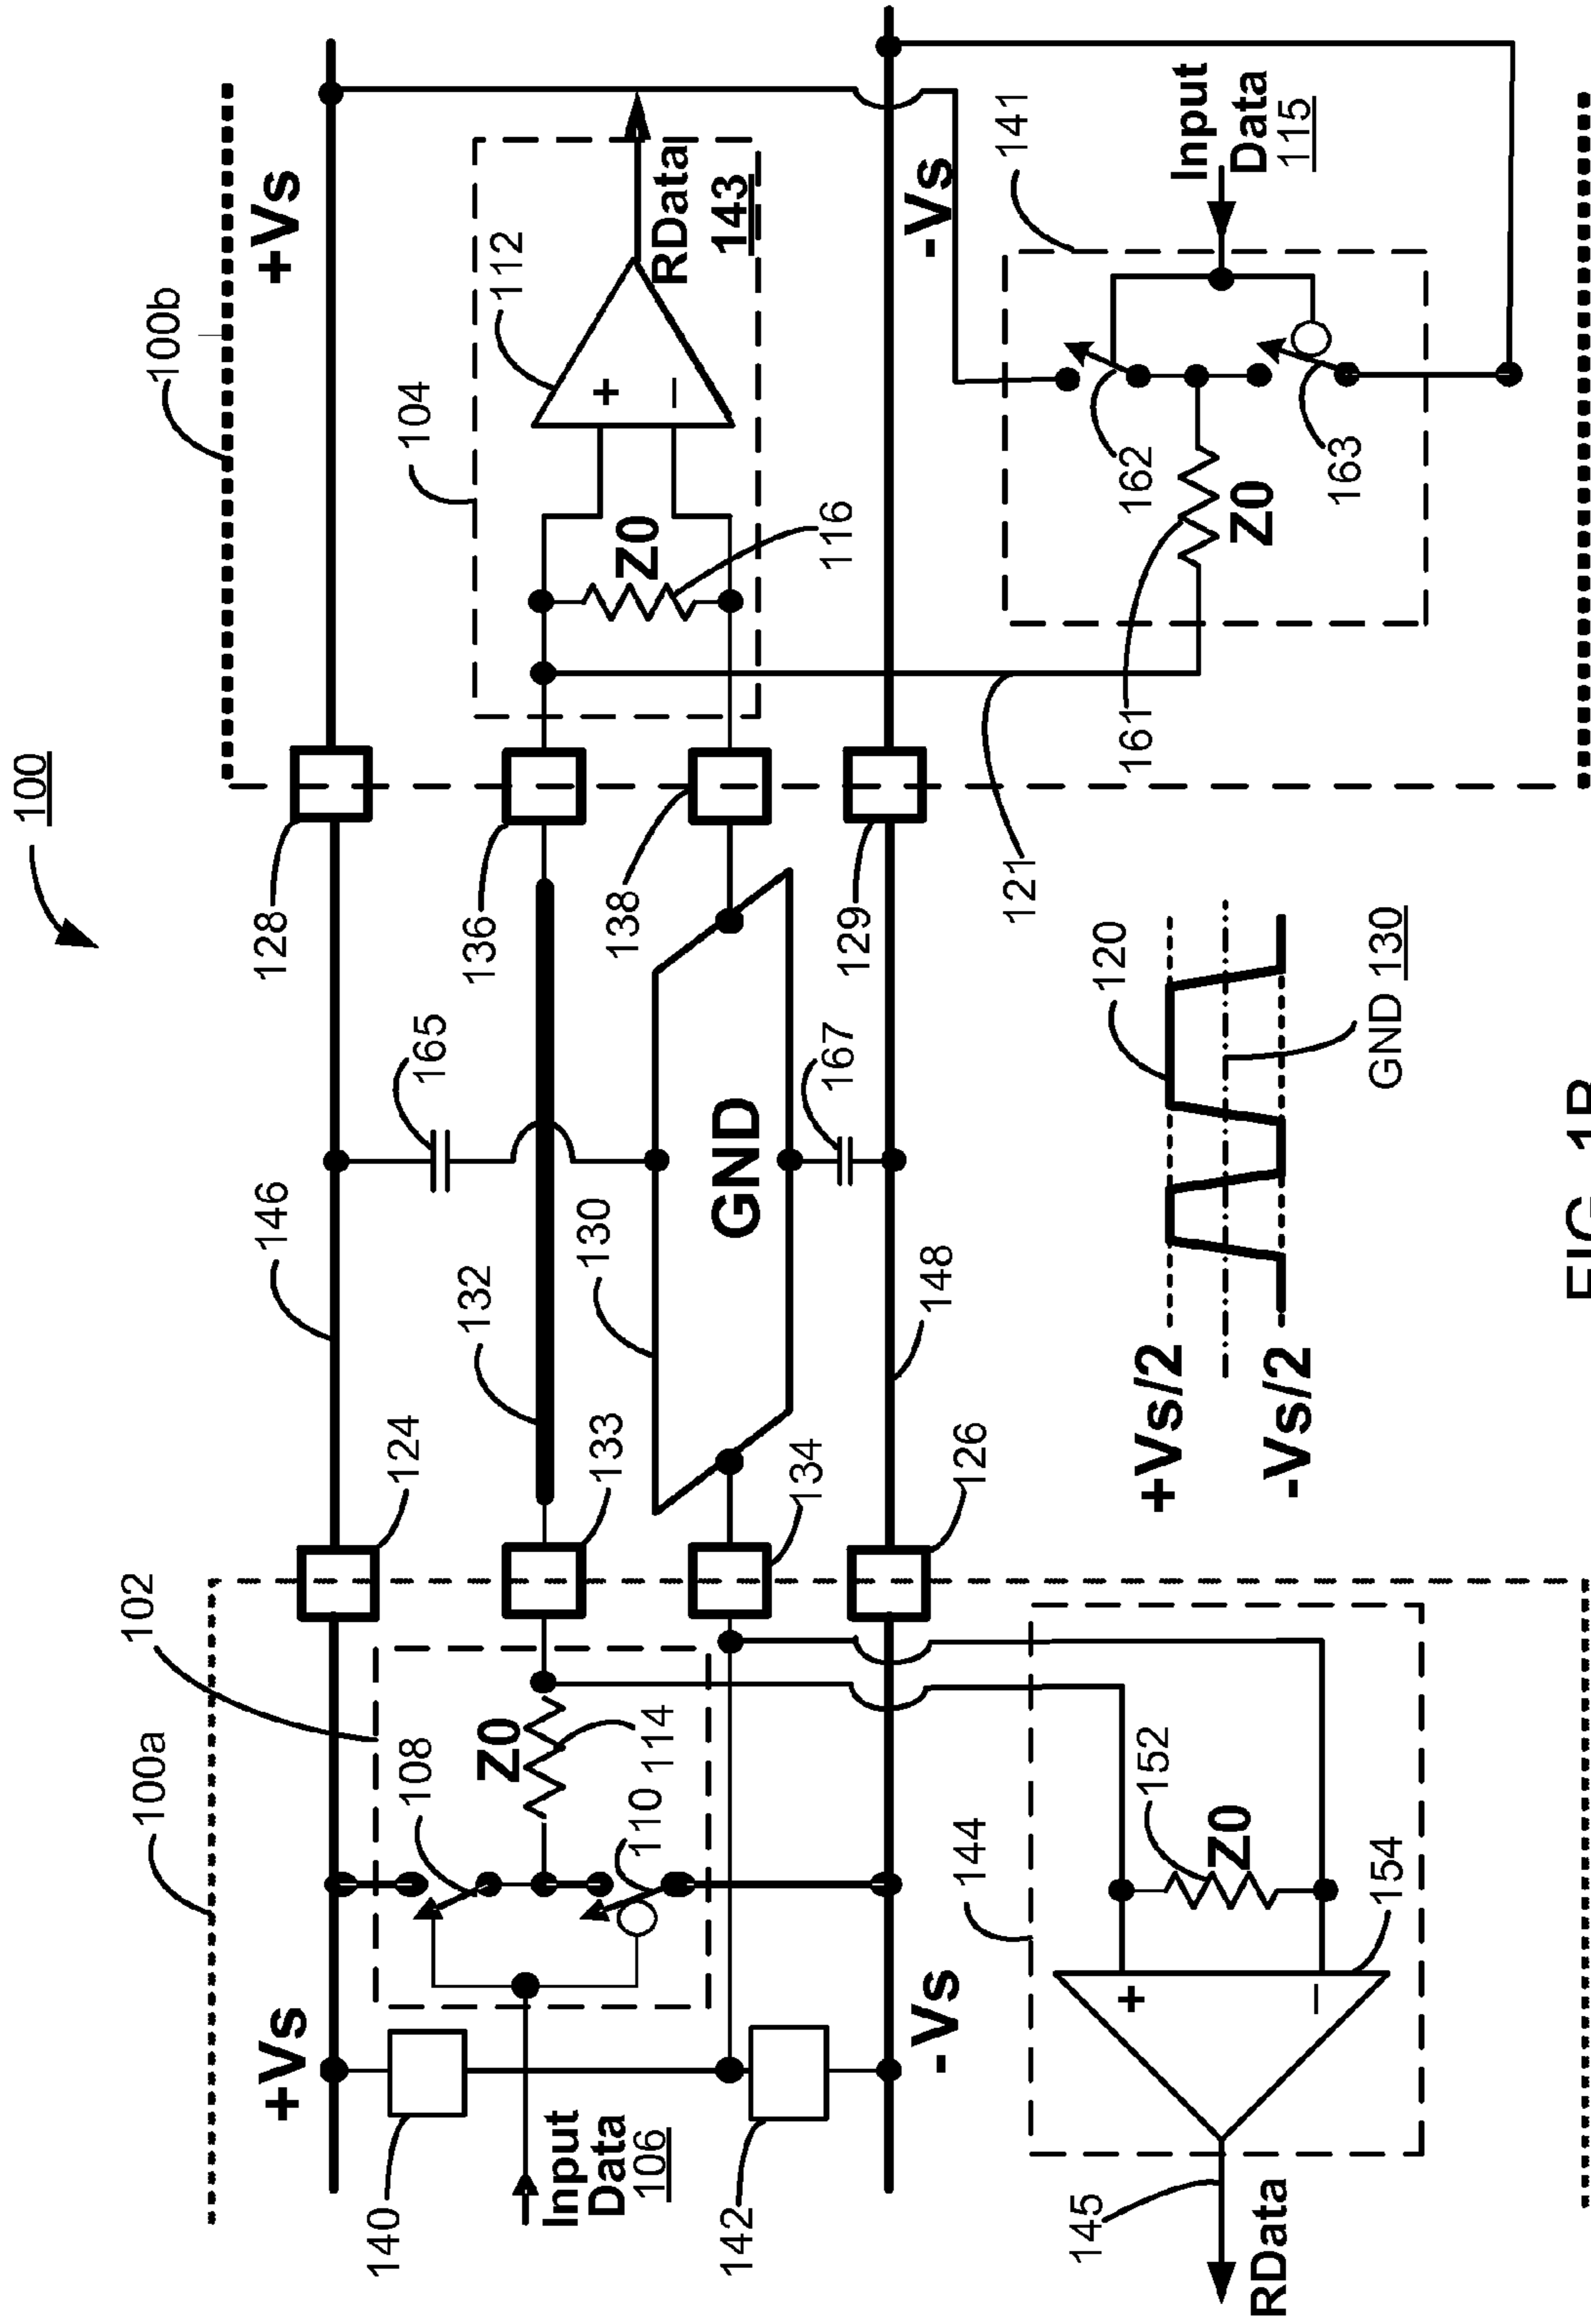 100
100a
102
124
146
128
100b
+Vs
+Vs
140
108
Z0
114
110
132
133
165
136
104
112
+
−
Z0
116
RData
143
Input
Data
106
142
134
130
GND
138
-Vs
126
148
167
129
-Vs
144
152
Z0
154
+
−
145
RData
+Vs/2
-Vs/2
120
GND 130
121
161
Z0
162
163
141
Input
Data
115
FIG. 1B